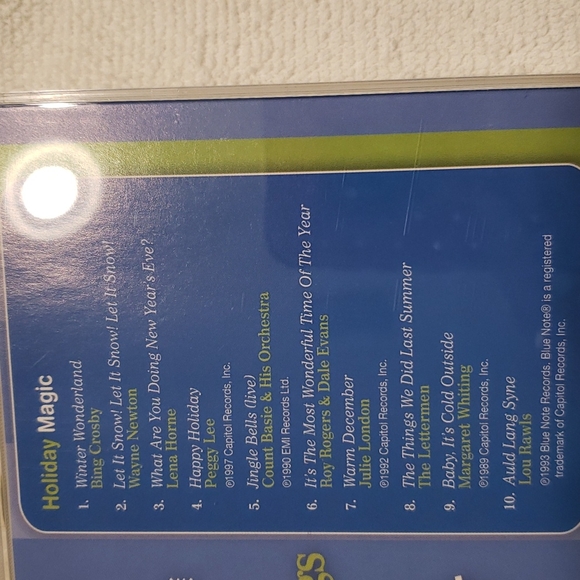 Holiday Magic
1. Winter Wonderland
Bing Crosby
2. Let It Snow! Let It Snow! Let It Snow!
Wayne Newton
3. What Are You Doing New Year's Eve?
Lena Horne
4. Happy Holiday
Peggy Lee
℗1997 Capitol Records, Inc.
5. Jingle Bells (live)
Count Basie & His Orchestra
℗1990 EMI Records Ltd.
6. It's The Most Wonderful Time Of The Year
Roy Rogers & Dale Evans
7. Warm December
Julie London
℗1992 Capitol Records, Inc.
8. The Things We Did Last Summer
The Lettermen
9. Baby, It's Cold Outside
Margaret Whiting
℗1989 Capitol Records, Inc.
10. Auld Lang Syne
Lou Rawls
℗1993 Blue Note Records. Blue Note® is a registered
trademark of Capitol Records, Inc.